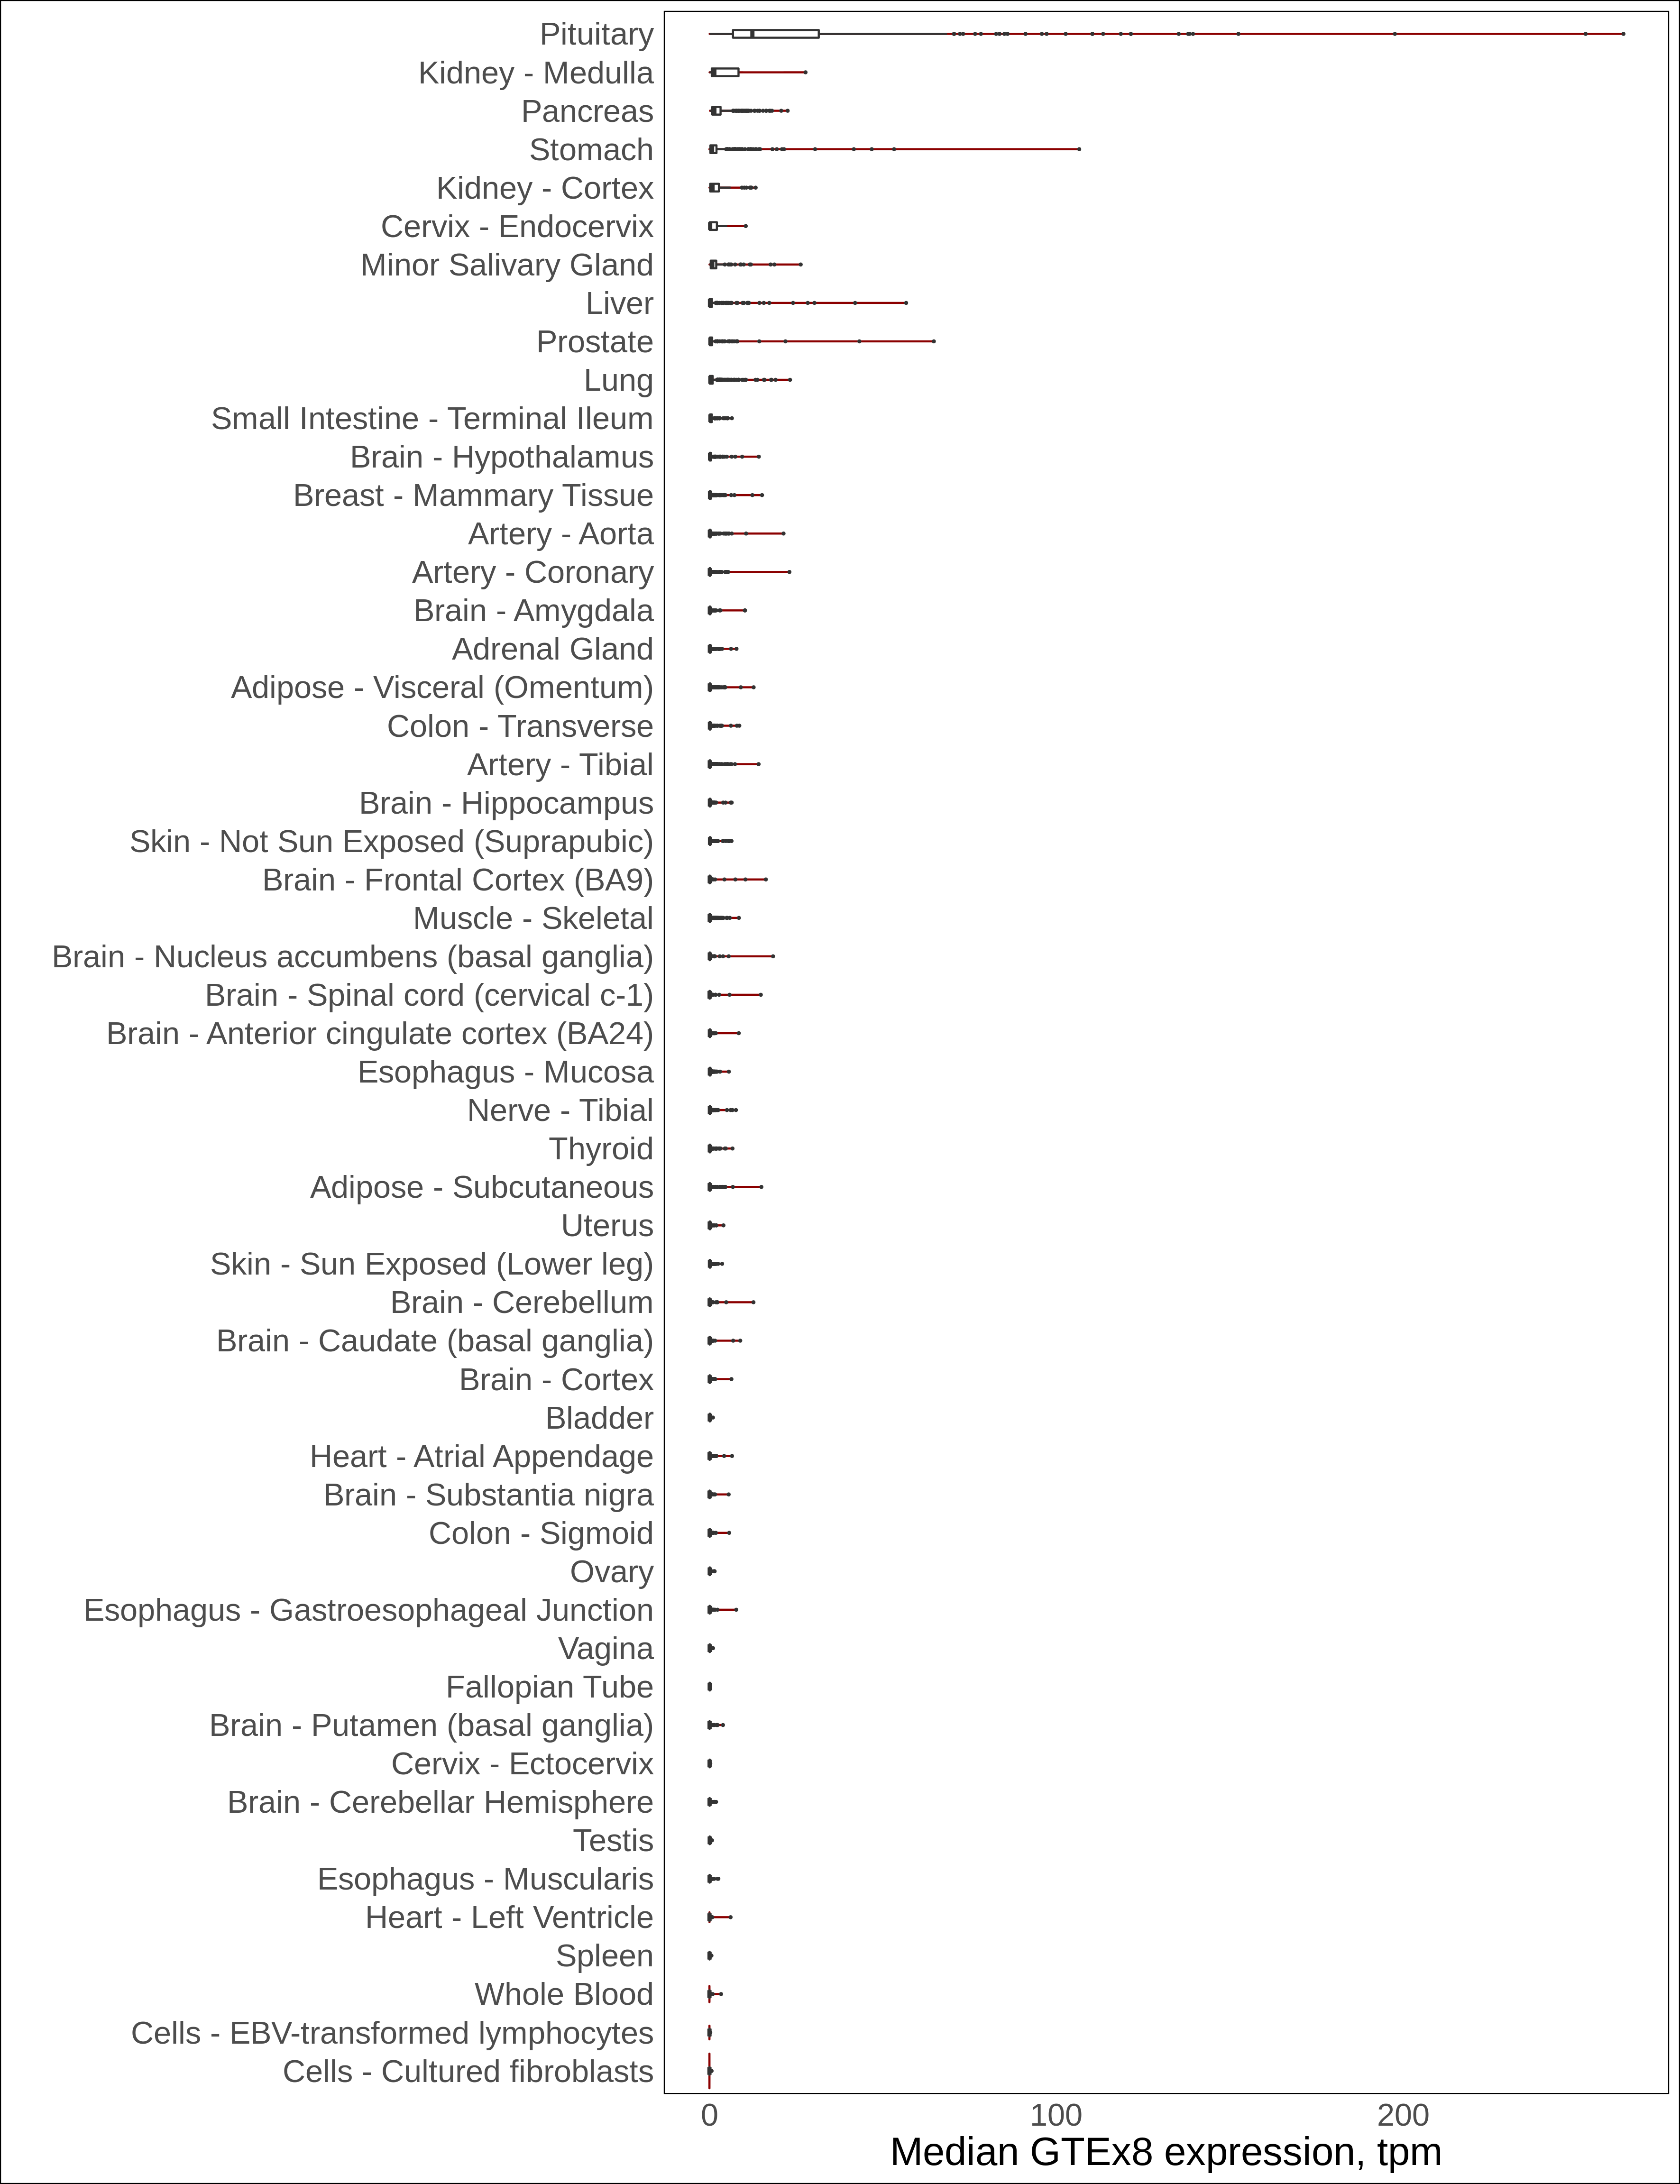 Pituitary
Kidney - Medulla
Pancreas
Stomach
Kidney - Cortex
Cervix - Endocervix
Minor Salivary Gland
Liver
Prostate
Lung
Small Intestine - Terminal Ileum
Brain - Hypothalamus
Breast - Mammary Tissue
Artery - Aorta
Artery - Coronary
Brain - Amygdala
Adrenal Gland
Adipose - Visceral (Omentum)
Colon - Transverse
Artery - Tibial
Brain - Hippocampus
Skin - Not Sun Exposed (Suprapubic)
Brain - Frontal Cortex (BA9)
Muscle - Skeletal
Brain - Nucleus accumbens (basal ganglia)
Brain - Spinal cord (cervical c-1)
Brain - Anterior cingulate cortex (BA24)
Esophagus - Mucosa
Nerve - Tibial
Thyroid
Adipose - Subcutaneous
Uterus
Skin - Sun Exposed (Lower leg)
Brain - Cerebellum
Brain - Caudate (basal ganglia)
Brain - Cortex
Bladder
Heart - Atrial Appendage
Brain - Substantia nigra
Colon - Sigmoid
Ovary
Esophagus - Gastroesophageal Junction
Vagina
Fallopian Tube
Brain - Putamen (basal ganglia)
Cervix - Ectocervix
Brain - Cerebellar Hemisphere
Testis
Esophagus - Muscularis
Heart - Left Ventricle
Spleen
Whole Blood
Cells - EBV-transformed lymphocytes
Cells - Cultured fibroblasts
0 100 200
Median GTEx8 expression, tpm